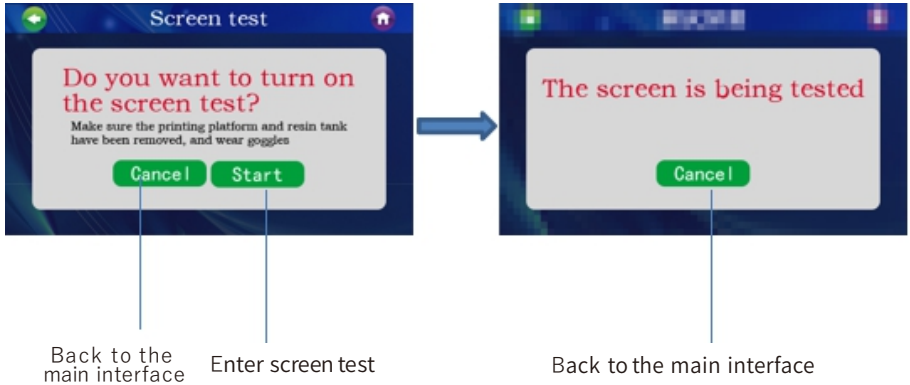 Screen test
Do you want to turn on
the screen test?
Make sure the printing platform and resin tank
have been removed, and wear goggles
Cancel
Start
The screen is being tested
Cancel
Back to the
main interface
Enter screen test
Back to the main interface